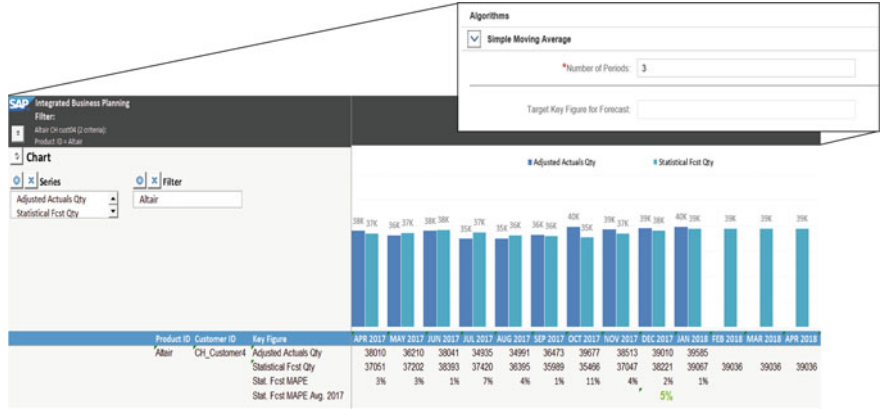 Algorithms
Simple Moving Average
*Number of Periods: 3
Target Key Figure for Forecast:
SAP Integrated Business Planning
Filter:
Altair CH cust04 (2 criteria):
Product ID = Altair
Chart
Series Filter
Adjusted Actuals Qty Altair
Statistical Fcst Qty
Adjusted Actuals Qty Statistical Fcst Qty
38K 37K 36K 37K 38K 38K 35K 37K 35K 36K 36K 36K 40K 35K 39K 37K 39K 38K 40K 39K 39K 39K 39K
Product ID Customer ID Key Figure APR 2017 MAY 2017 JUN 2017 JUL 2017 AUG 2017 SEP 2017 OCT 2017 NOV 2017 DEC 2017 JAN 2018 FEB 2018 MAR 2018 APR 2018
Altair CH_Customer4 Adjusted Actuals Qty 38010 36210 38041 34935 34991 36473 39677 38513 39010 39585
Statistical Fcst Qty 37051 37202 38393 37420 36395 35989 35466 37047 38221 39067 39036 39036 39036
Stat. Fcst MAPE 3% 3% 1% 7% 4% 1% 11% 4% 2% 1%
Stat. Fcst MAPE Avg. 2017 5%